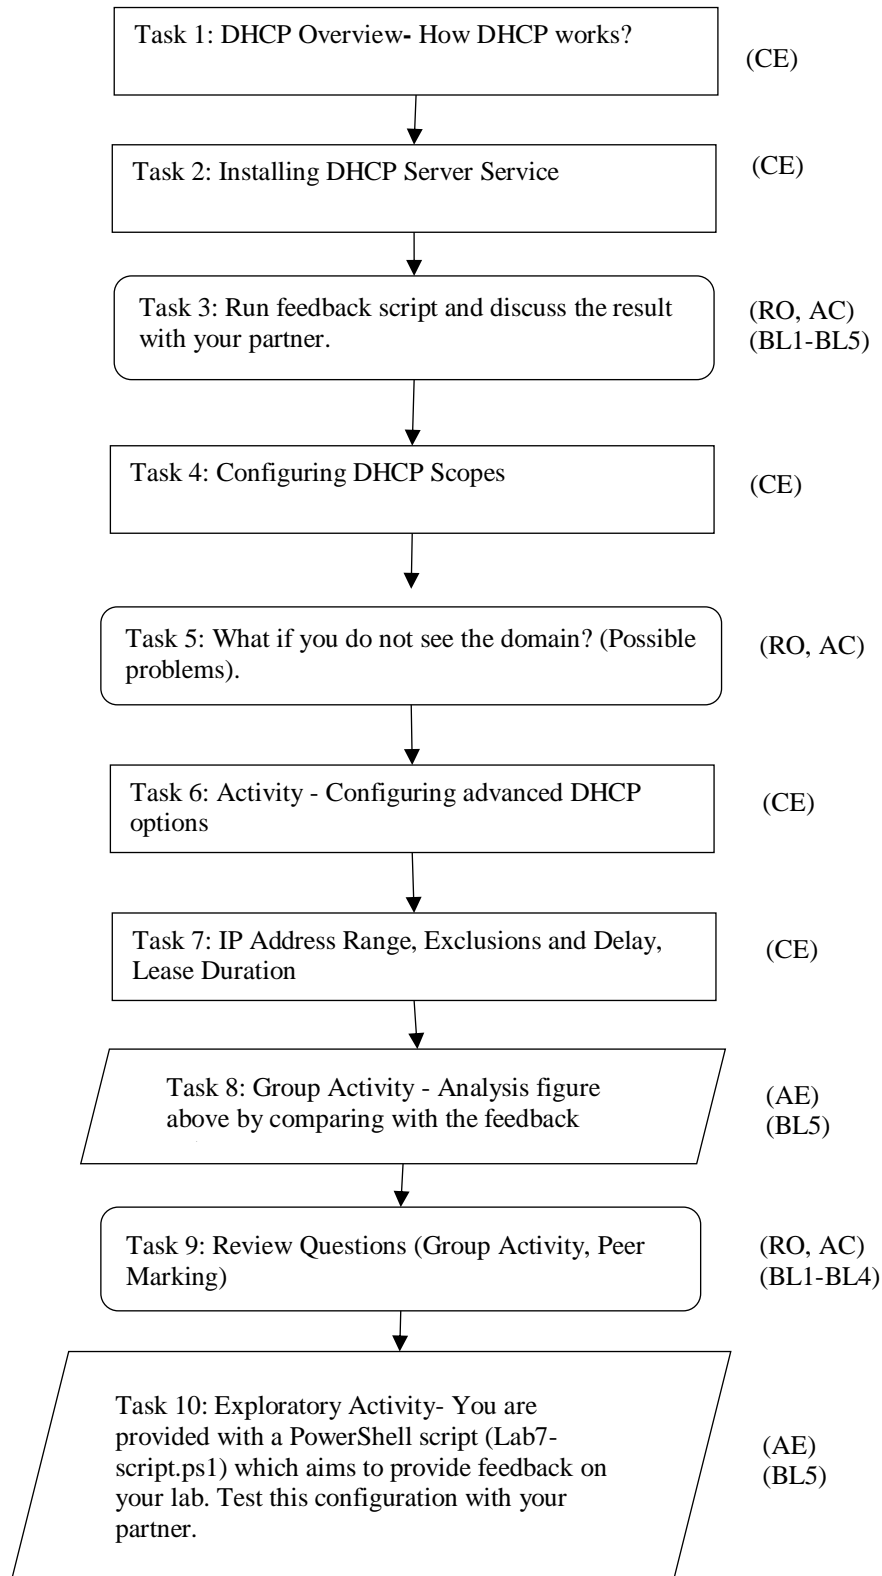 Task 1: DHCP Overview- How DHCP works?
(CE)
Task 2: Installing DHCP Server Service
(CE)
Task 3: Run feedback script and discuss the result
with your partner.
(RO, AC)
(BL1-BL5)
Task 4: Configuring DHCP Scopes
(CE)
Task 5: What if you do not see the domain? (Possible
problems).
(RO, AC)
Task 6: Activity - Configuring advanced DHCP
options
(CE)
Task 7: IP Address Range, Exclusions and Delay,
Lease Duration
(CE)
Task 8: Group Activity - Analysis figure
above by comparing with the feedback
(AE)
(BL5)
Task 9: Review Questions (Group Activity, Peer
Marking)
(RO, AC)
(BL1-BL4)
Task 10: Exploratory Activity- You are
provided with a PowerShell script (Lab7-
script.ps1) which aims to provide feedback on
your lab. Test this configuration with your
partner.
(AE)
(BL5)